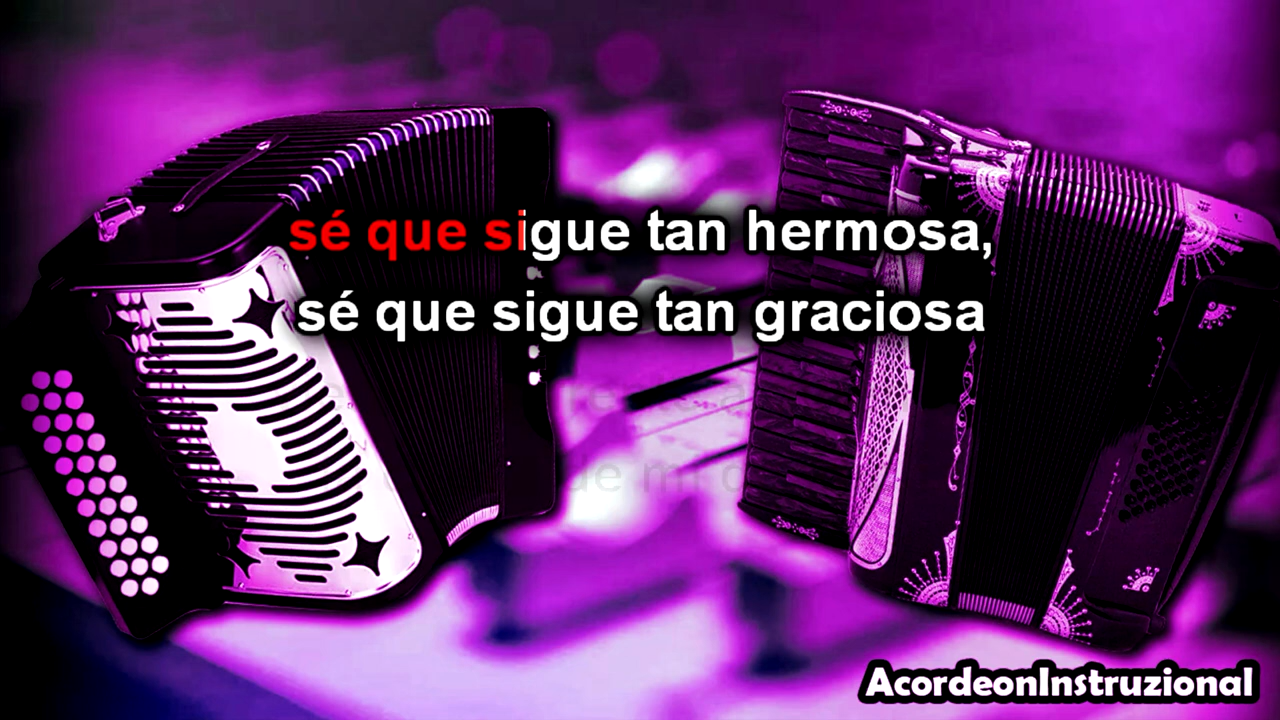 sé que sigue tan hermosa,
sé que sigue tan graciosa
AcordeonInstruzional